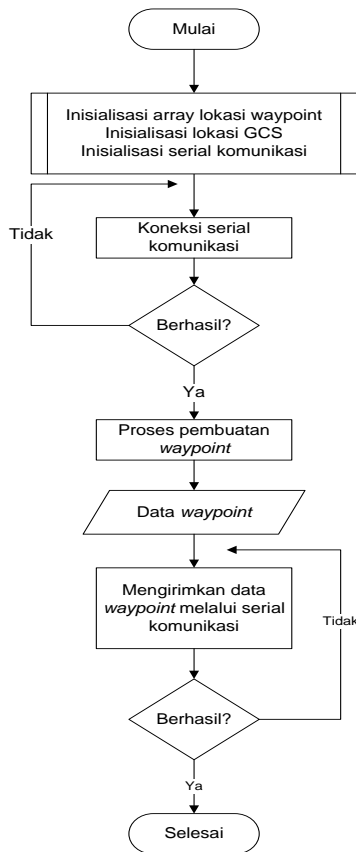 Mulai
Inisialisasi array lokasi waypoint
Inisialisasi lokasi GCS
Inisialisasi serial komunikasi
Tidak
Koneksi serial
komunikasi
Berhasil?
Ya
Proses pembuatan
waypoint
Data waypoint
Mengirimkan data
waypoint melalui serial
komunikasi
Tidak
Berhasil?
Ya
Selesai